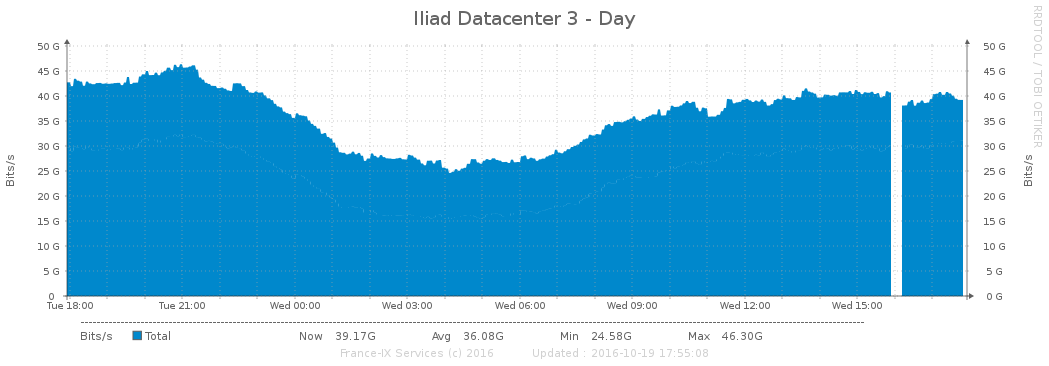 Iliad Datacenter 3 - Day
RRDTOOL / TOBI OETIKER
Bits/s
50 G 50 G
45 G 45 G
40 G 40 G
35 G 35 G
30 G 30 G
25 G 25 G
20 G 20 G
15 G 15 G
10 G 10 G
5 G 5 G
0 0 G
Bits/s
Tue 18:00 Tue 21:00 Wed 00:00 Wed 03:00 Wed 06:00 Wed 09:00 Wed 12:00 Wed 15:00
Bits/s Total Now 39.17G Avg 36.08G Min 24.58G Max 46.30G
France-IX Services (c) 2016 Updated : 2016-10-19 17:55:08